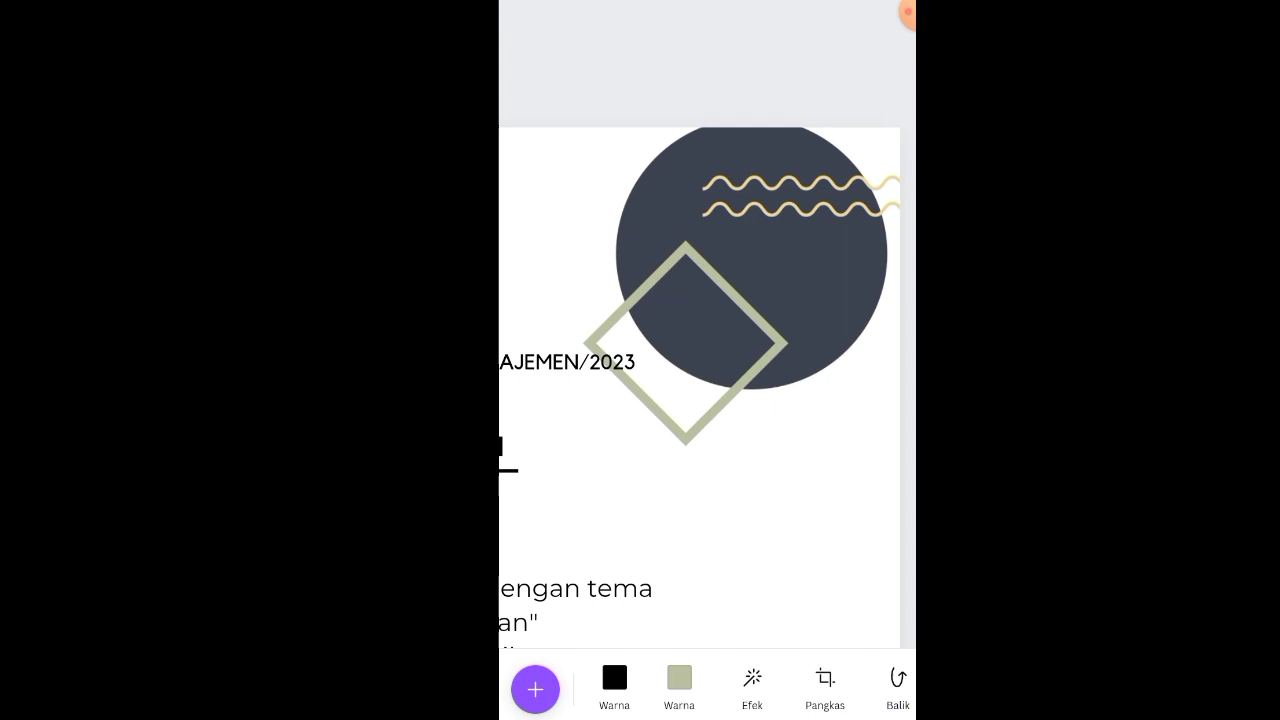 AJEMEN/2023
engan tema
an"
Warna
Warna
Efek
Pangkas
Balik